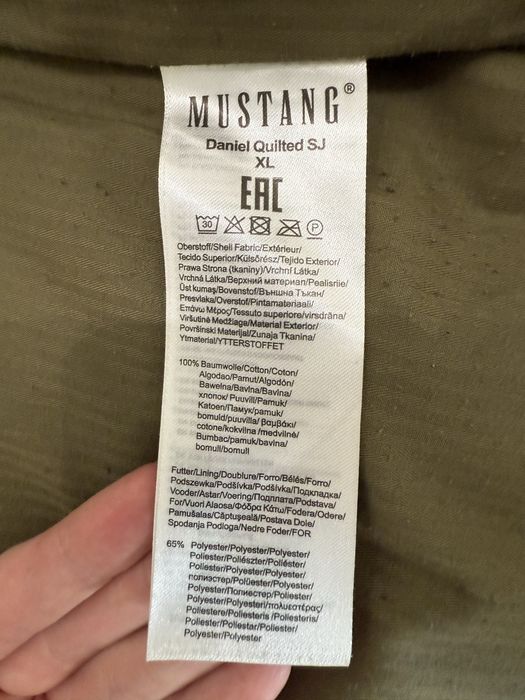 MUSTANG®
Daniel Quilted SJ
XL
EAC
30 P
Oberstoff/Shell Fabric/Extérieur/
Tecido Superior/Külsőrész/Tejido Exterior/
Prawa Strona (tkaniny)/Vrchní Látka/
Vrchná Látka/Верхний материал/Pealisriie/
Üst kumaş/Bovenstof/Външна Тъкан/
Presvlaka/Overstof/Pintamateriaali/
Επάνω Μέρος/Tessuto superiore/virsdrāna/
Viršutinė Medžiaga/Material Exterior/
Površinski Materijal/Zunaja Tkanina/
Ytmaterial/YTTERSTOFFET
100% Baumwolle/Cotton/Coton/
Algodao/Pamut/Algodón/
Bawełna/Bavlna/Bavlna/
хлопок/ Puuvill/Pamuk/
Katoen/Памук/pamuk/
bomuld/puuvilla/ βαμβάκι/
cotone/kokvilna /medvilné/
Bumbac/pamuk/bavlna/
bomull/bomull
Futter/Lining/Doublure/Forro/Bélés/Forro/
Podszewka/Podšívka/Podšívka/Подкладка/
Vooder/Astar/Voering/Подплата/Podstava/
For/Vuori Alaosa/Φόδρα Κάτω/Fodera/Odere/
Pamušalas/Căptuşeală/Postava Dole/
Spodanja Podloga/Nedre Foder/FOR
65% Polyester/Polyester/Polyester/
Poliester/Poliészter/Poliéster/
Poliester/Polyester/Polyester/
полиэстер/Polüester/Polyester/
Polyester/Полиестер/Poliester/
Polyester/Polyesteri/πολυεστέρας/
Poliestere/Poliesteris /Poliesteris/
Poliester/Poliestar/Poliester/
Polyester/Polyester